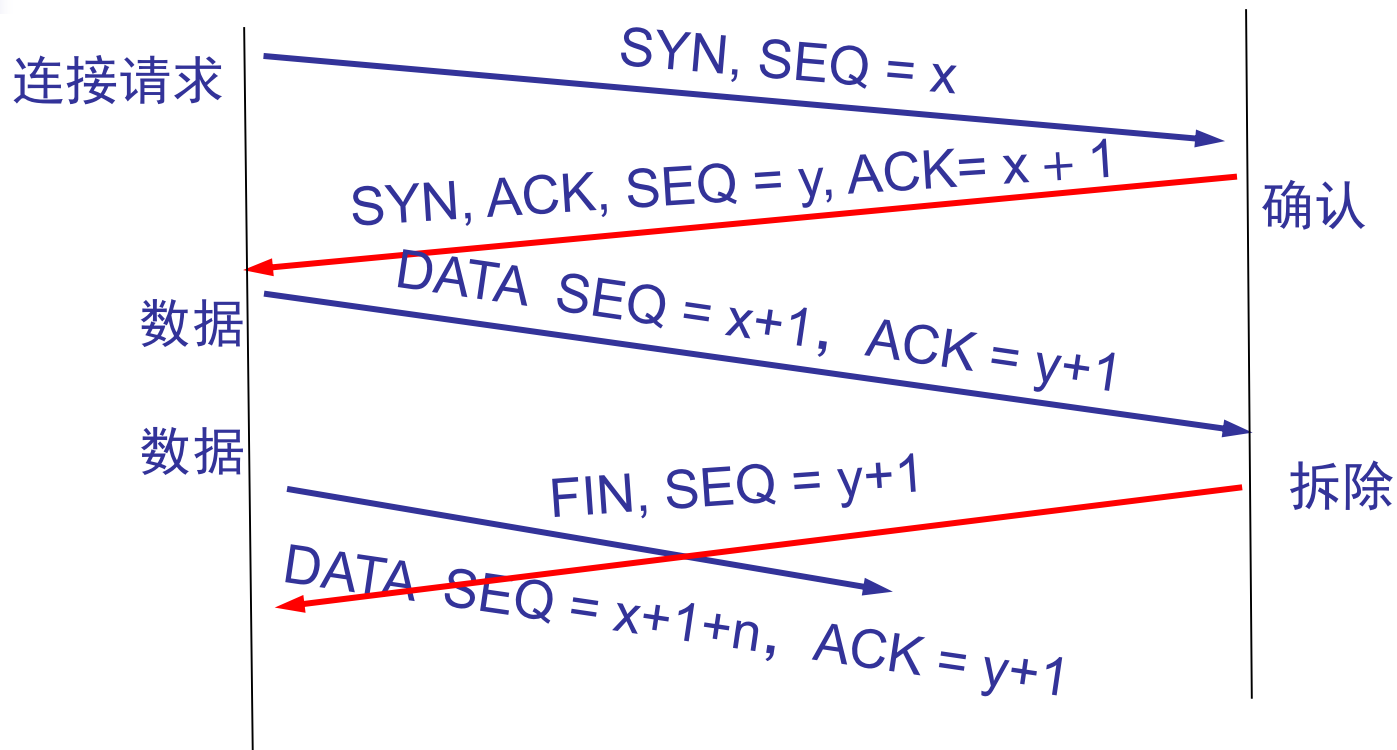 连接请求
SYN, SEQ = x
SYN, ACK, SEQ = y, ACK= x + 1
确认
DATA SEQ = x+1，ACK = y+1
数据
数据
FIN, SEQ = y+1
拆除
DATA SEQ = x+1+n，ACK = y+1